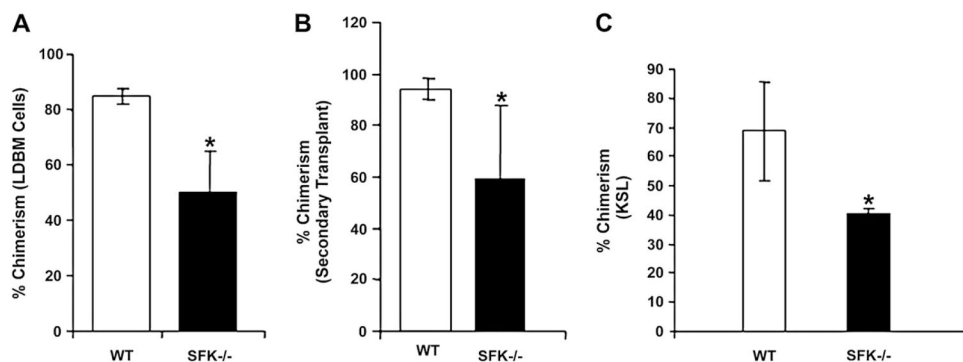 A
% Chimerism (LDBM Cells)
100
80
60
40
20
0
*
WT
SFK-/-
B
% Chimerism
(Secondary Transplant)
120
100
80
60
40
20
0
*
WT
SFK-/-
C
% Chimerism
(KSL)
90
80
70
60
50
40
30
20
10
0
*
WT
SFK-/-